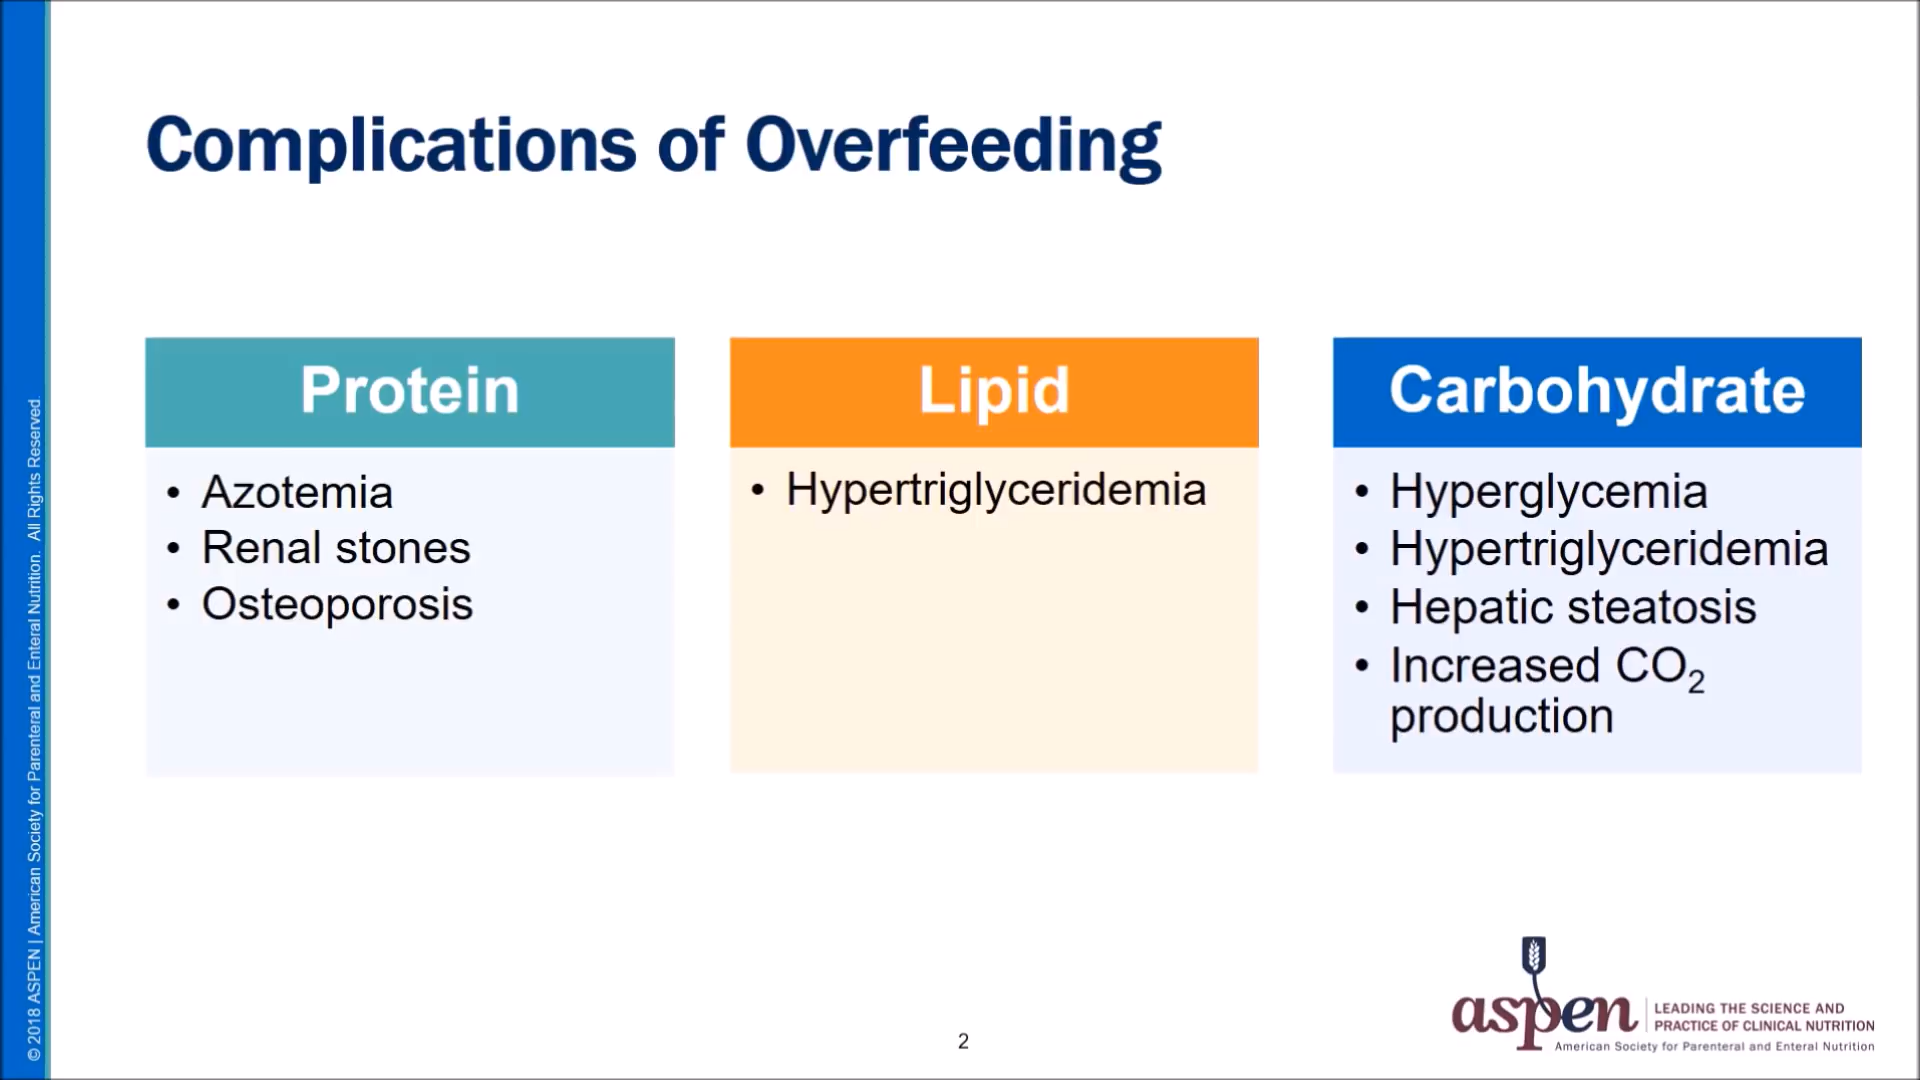 Complications of Overfeeding
Protein
• Azotemia
• Renal stones
• Osteoporosis
Lipid
• Hypertriglyceridemia
Carbohydrate
• Hyperglycemia
• Hypertriglyceridemia
• Hepatic steatosis
• Increased CO₂
production
© 2018 ASPEN | American Society for Parenteral and Enteral Nutrition. All Rights Reserved.
2
aspen
LEADING THE SCIENCE AND
PRACTICE OF CLINICAL NUTRITION
American Society for Parenteral and Enteral Nutrition